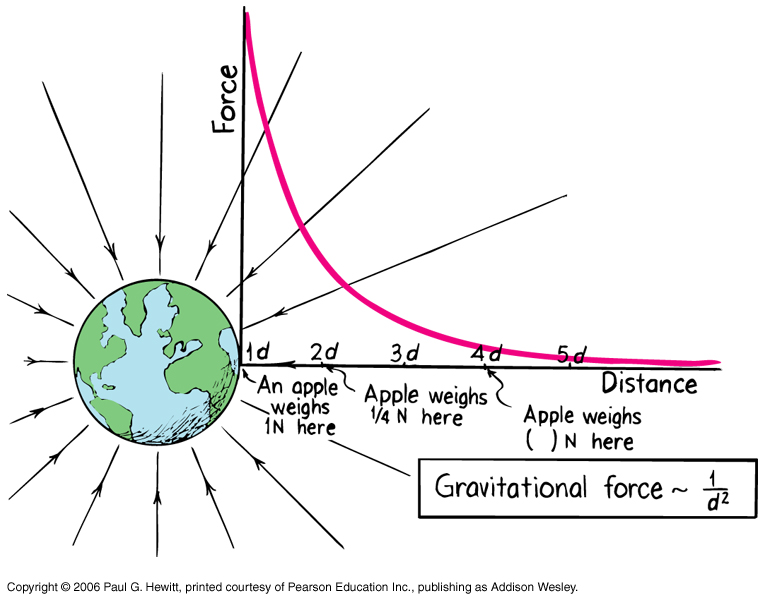 Force
1d 2d 3d 4d 5d
Distance
An apple
weighs
1N here
Apple weighs
1/4 N here
Apple weighs
( ) N here
Gravitational force ~ 1/d²
Copyright © 2006 Paul G. Hewitt, printed courtesy of Pearson Education Inc., publishing as Addison Wesley.